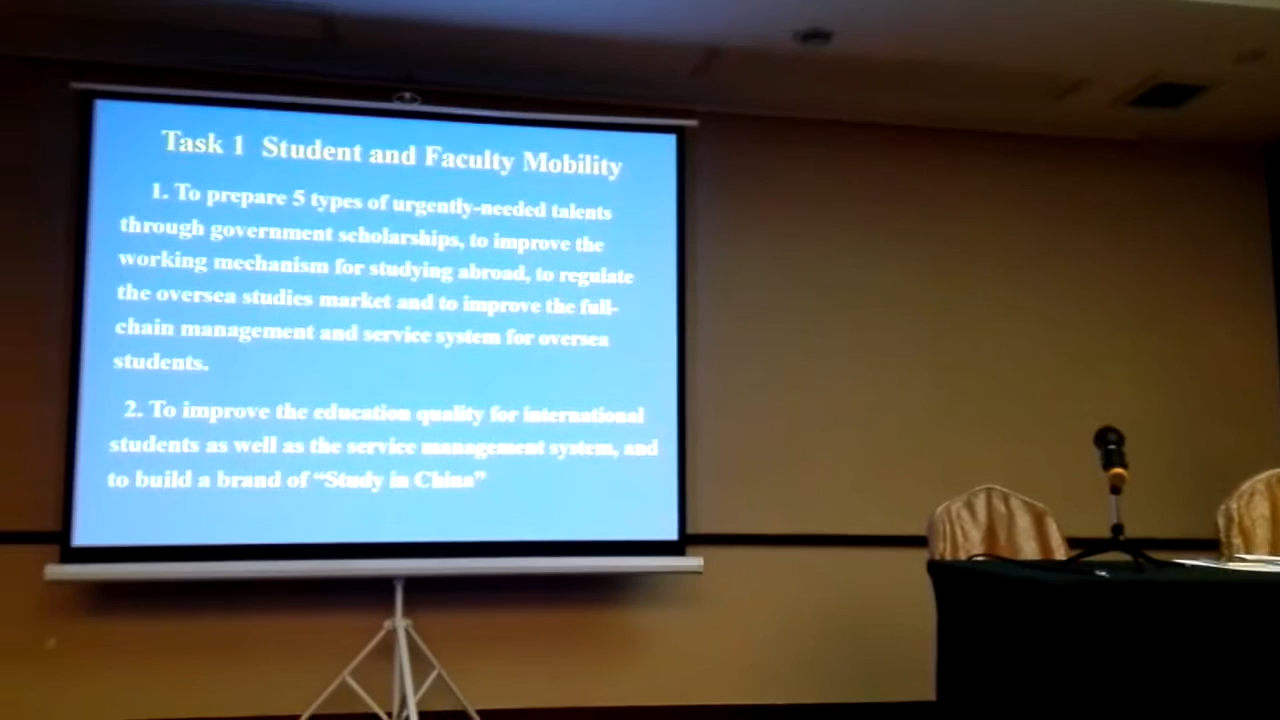 Task 1 Student and Faculty Mobility
1. To prepare 5 types of urgently-needed talents
through government scholarships, to improve the
working mechanism for studying abroad, to regulate
the oversea studies market and to improve the full-
chain management and service system for oversea
students.
2. To improve the education quality for international
students as well as the service management system, and
to build a brand of “Study in China”